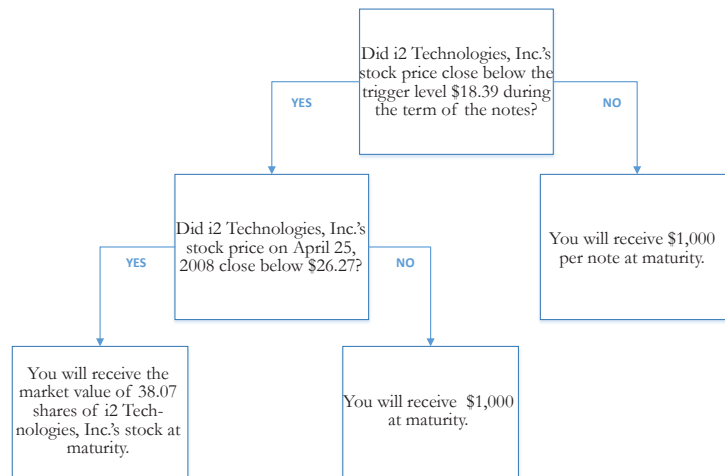 Did i2 Technologies, Inc.'s
stock price close below the
trigger level $18.39 during
the term of the notes?
YES
NO
Did i2 Technologies, Inc.'s
stock price on April 25,
2008 close below $26.27?
You will receive $1,000
per note at maturity.
YES
NO
You will receive the
market value of 38.07
shares of i2 Tech-
nologies, Inc.'s stock at
maturity.
You will receive $1,000
at maturity.